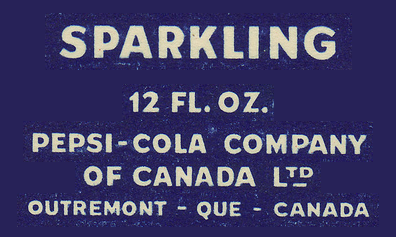 SPARKLING
12 FL. OZ.
PEPSI-COLA COMPANY
OF CANADA LTD
OUTREMONT - QUE - CANADA